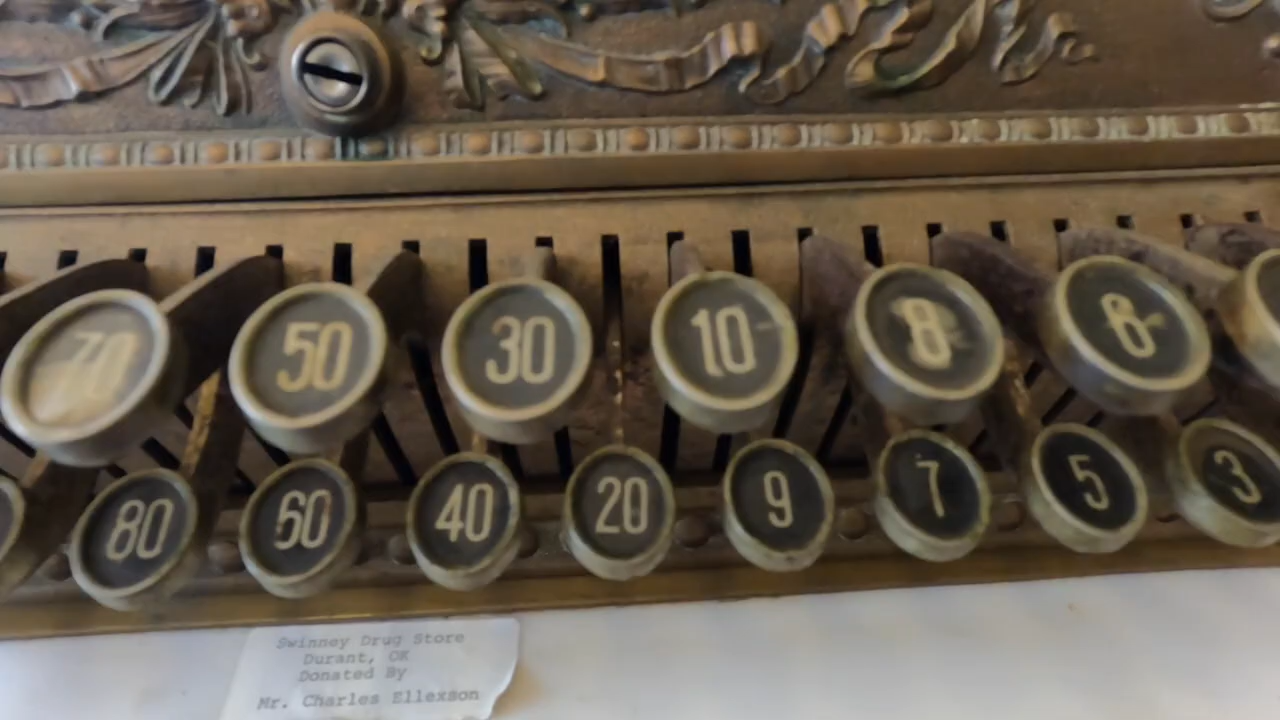 70 50 30 10 8 6
80 60 40 20 9 7 5 3
Swinney Drug Store
Durant, OK
Donated By
Mr. Charles Ellexson